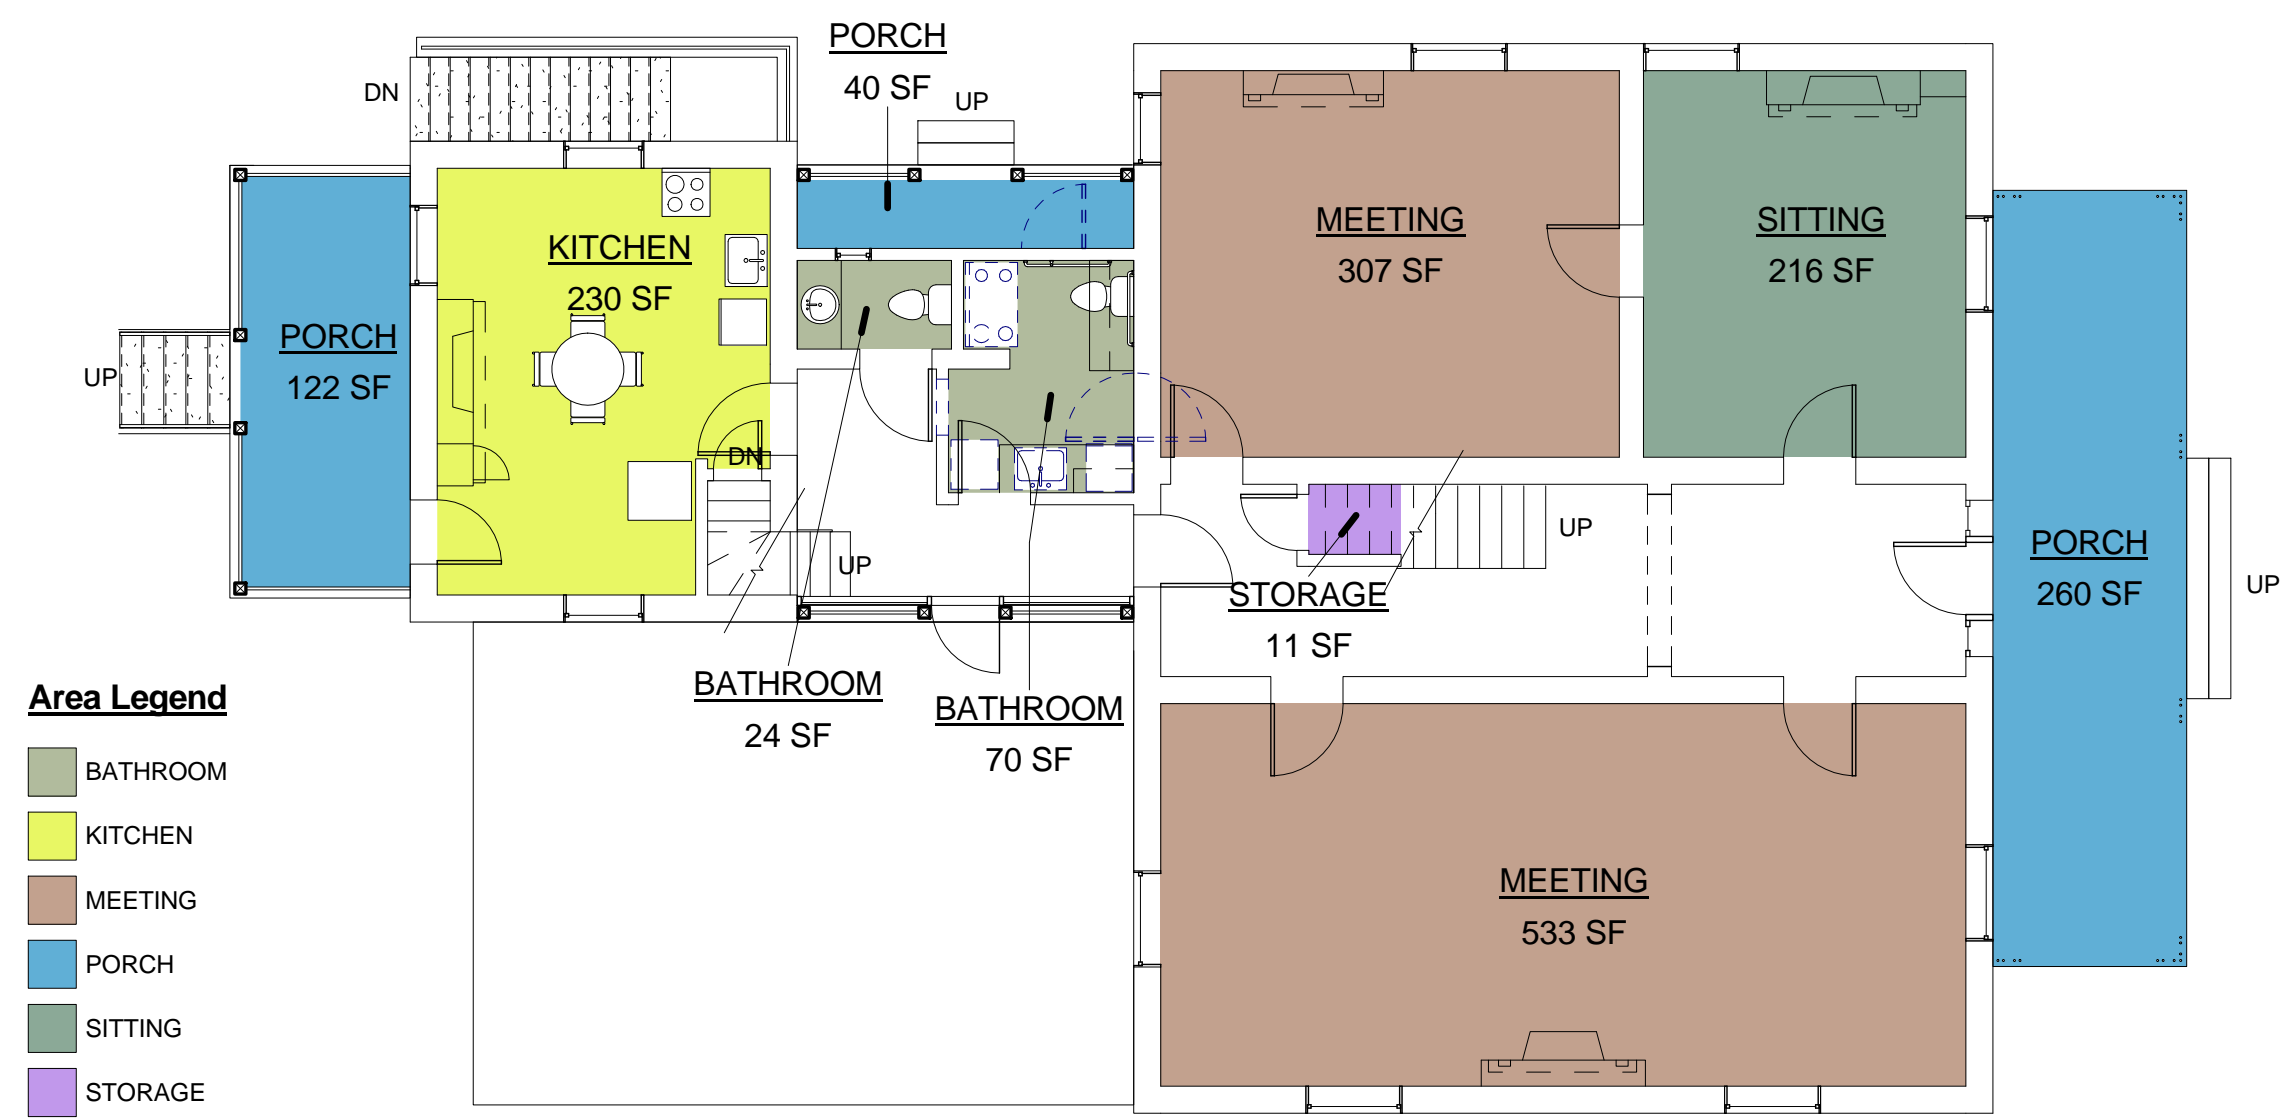 PORCH
40 SF
DN
UP
MEETING
307 SF
SITTING
216 SF
KITCHEN
230 SF
PORCH
122 SF
UP
DN
UP
UP
PORCH
260 SF
UP
STORAGE
11 SF
BATHROOM
24 SF
BATHROOM
70 SF
MEETING
533 SF
Area Legend
BATHROOM
KITCHEN
MEETING
PORCH
SITTING
STORAGE